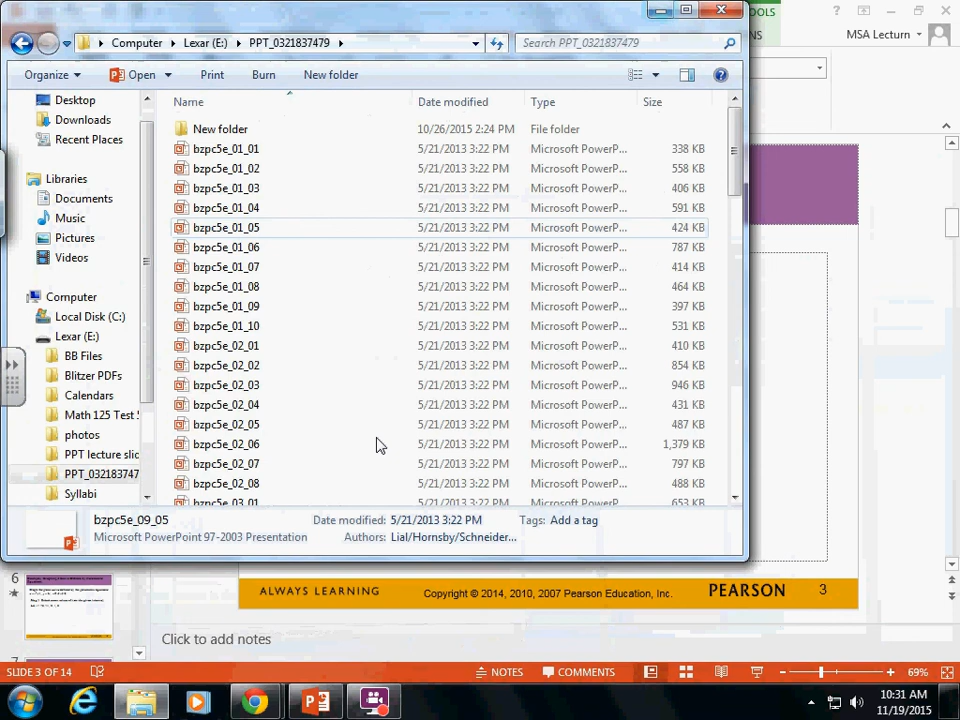 OOLS
NS
MSA Lecturn
Computer Lexar (E:) PPT_0321837479
Search PPT_0321837479
Organize Open Print Burn New folder
Name Date modified Type Size
Desktop
Downloads
Recent Places
Libraries
Documents
Music
Pictures
Videos
Computer
Local Disk (C:)
Lexar (E:)
BB Files
Blitzer PDFs
Calendars
Math 125 Test
photos
PPT lecture slic
PPT_032183747
Syllabi
New folder 10/26/2015 2:24 PM File folder
bzpc5e_01_01 5/21/2013 3:22 PM Microsoft PowerP... 338 KB
bzpc5e_01_02 5/21/2013 3:22 PM Microsoft PowerP... 558 KB
bzpc5e_01_03 5/21/2013 3:22 PM Microsoft PowerP... 406 KB
bzpc5e_01_04 5/21/2013 3:22 PM Microsoft PowerP... 591 KB
bzpc5e_01_05 5/21/2013 3:22 PM Microsoft PowerP... 424 KB
bzpc5e_01_06 5/21/2013 3:22 PM Microsoft PowerP... 787 KB
bzpc5e_01_07 5/21/2013 3:22 PM Microsoft PowerP... 414 KB
bzpc5e_01_08 5/21/2013 3:22 PM Microsoft PowerP... 464 KB
bzpc5e_01_09 5/21/2013 3:22 PM Microsoft PowerP... 397 KB
bzpc5e_01_10 5/21/2013 3:22 PM Microsoft PowerP... 531 KB
bzpc5e_02_01 5/21/2013 3:22 PM Microsoft PowerP... 410 KB
bzpc5e_02_02 5/21/2013 3:22 PM Microsoft PowerP... 854 KB
bzpc5e_02_03 5/21/2013 3:22 PM Microsoft PowerP... 946 KB
bzpc5e_02_04 5/21/2013 3:22 PM Microsoft PowerP... 431 KB
bzpc5e_02_05 5/21/2013 3:22 PM Microsoft PowerP... 487 KB
bzpc5e_02_06 5/21/2013 3:22 PM Microsoft PowerP... 1,379 KB
bzpc5e_02_07 5/21/2013 3:22 PM Microsoft PowerP... 797 KB
bzpc5e_02_08 5/21/2013 3:22 PM Microsoft PowerP... 488 KB
bzpc5e_03_01 5/21/2013 3:22 PM Microsoft PowerP... 653 KB
bzpc5e_09_05 Date modified: 5/21/2013 3:22 PM Tags: Add a tag
Microsoft PowerPoint 97-2003 Presentation Authors: Lial/Hornsby/Schneider...
6
7
ALWAYS LEARNING Copyright © 2014, 2010, 2007 Pearson Education, Inc. PEARSON 3
Click to add notes
SLIDE 3 OF 14 NOTES COMMENTS 69%
10:31 AM
11/19/2015